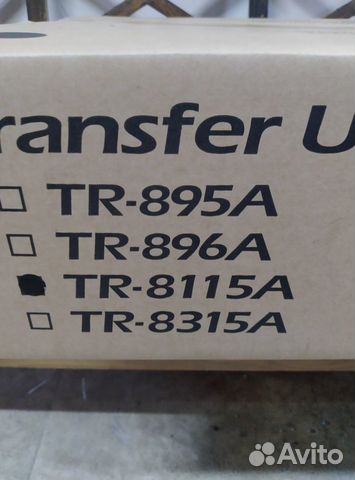 ransfer U
TR-895A
TR-896A
TR-8115A
TR-8315A
Avito